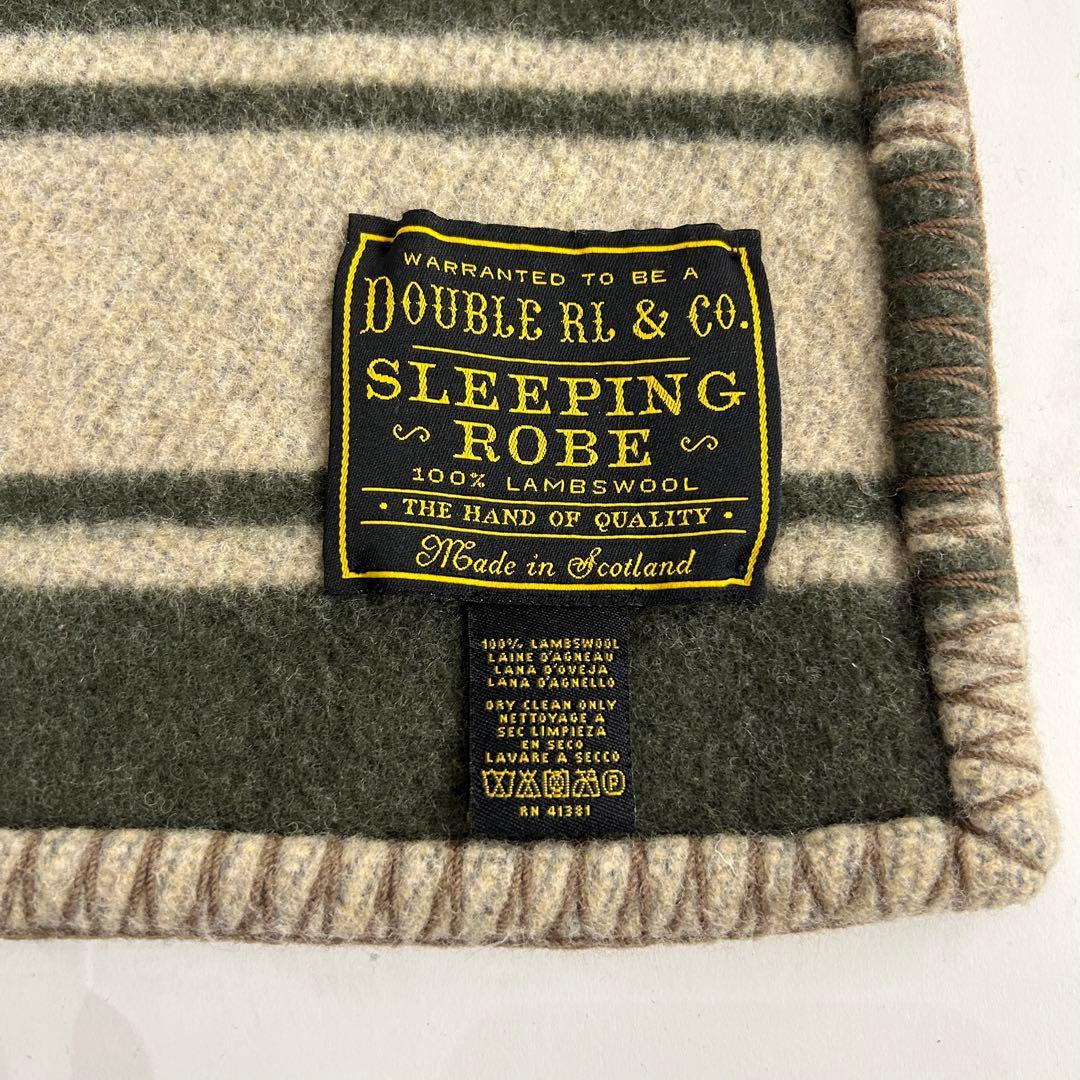 WARRANTED TO BE A
DOUBLE RL & CO.
SLEEPING
ROBE
100% LAMBSWOOL
• THE HAND OF QUALITY •
Made in Scotland
100% LAMBSWOOL
LAINE D'AGNEAU
LANA D'OVEJA
LANA D'AGNELLO
DRY CLEAN ONLY
NETTOYAGE A
SEC LIMPIEZA
EN SECO
LAVARE A SECCO
P
RN 41381